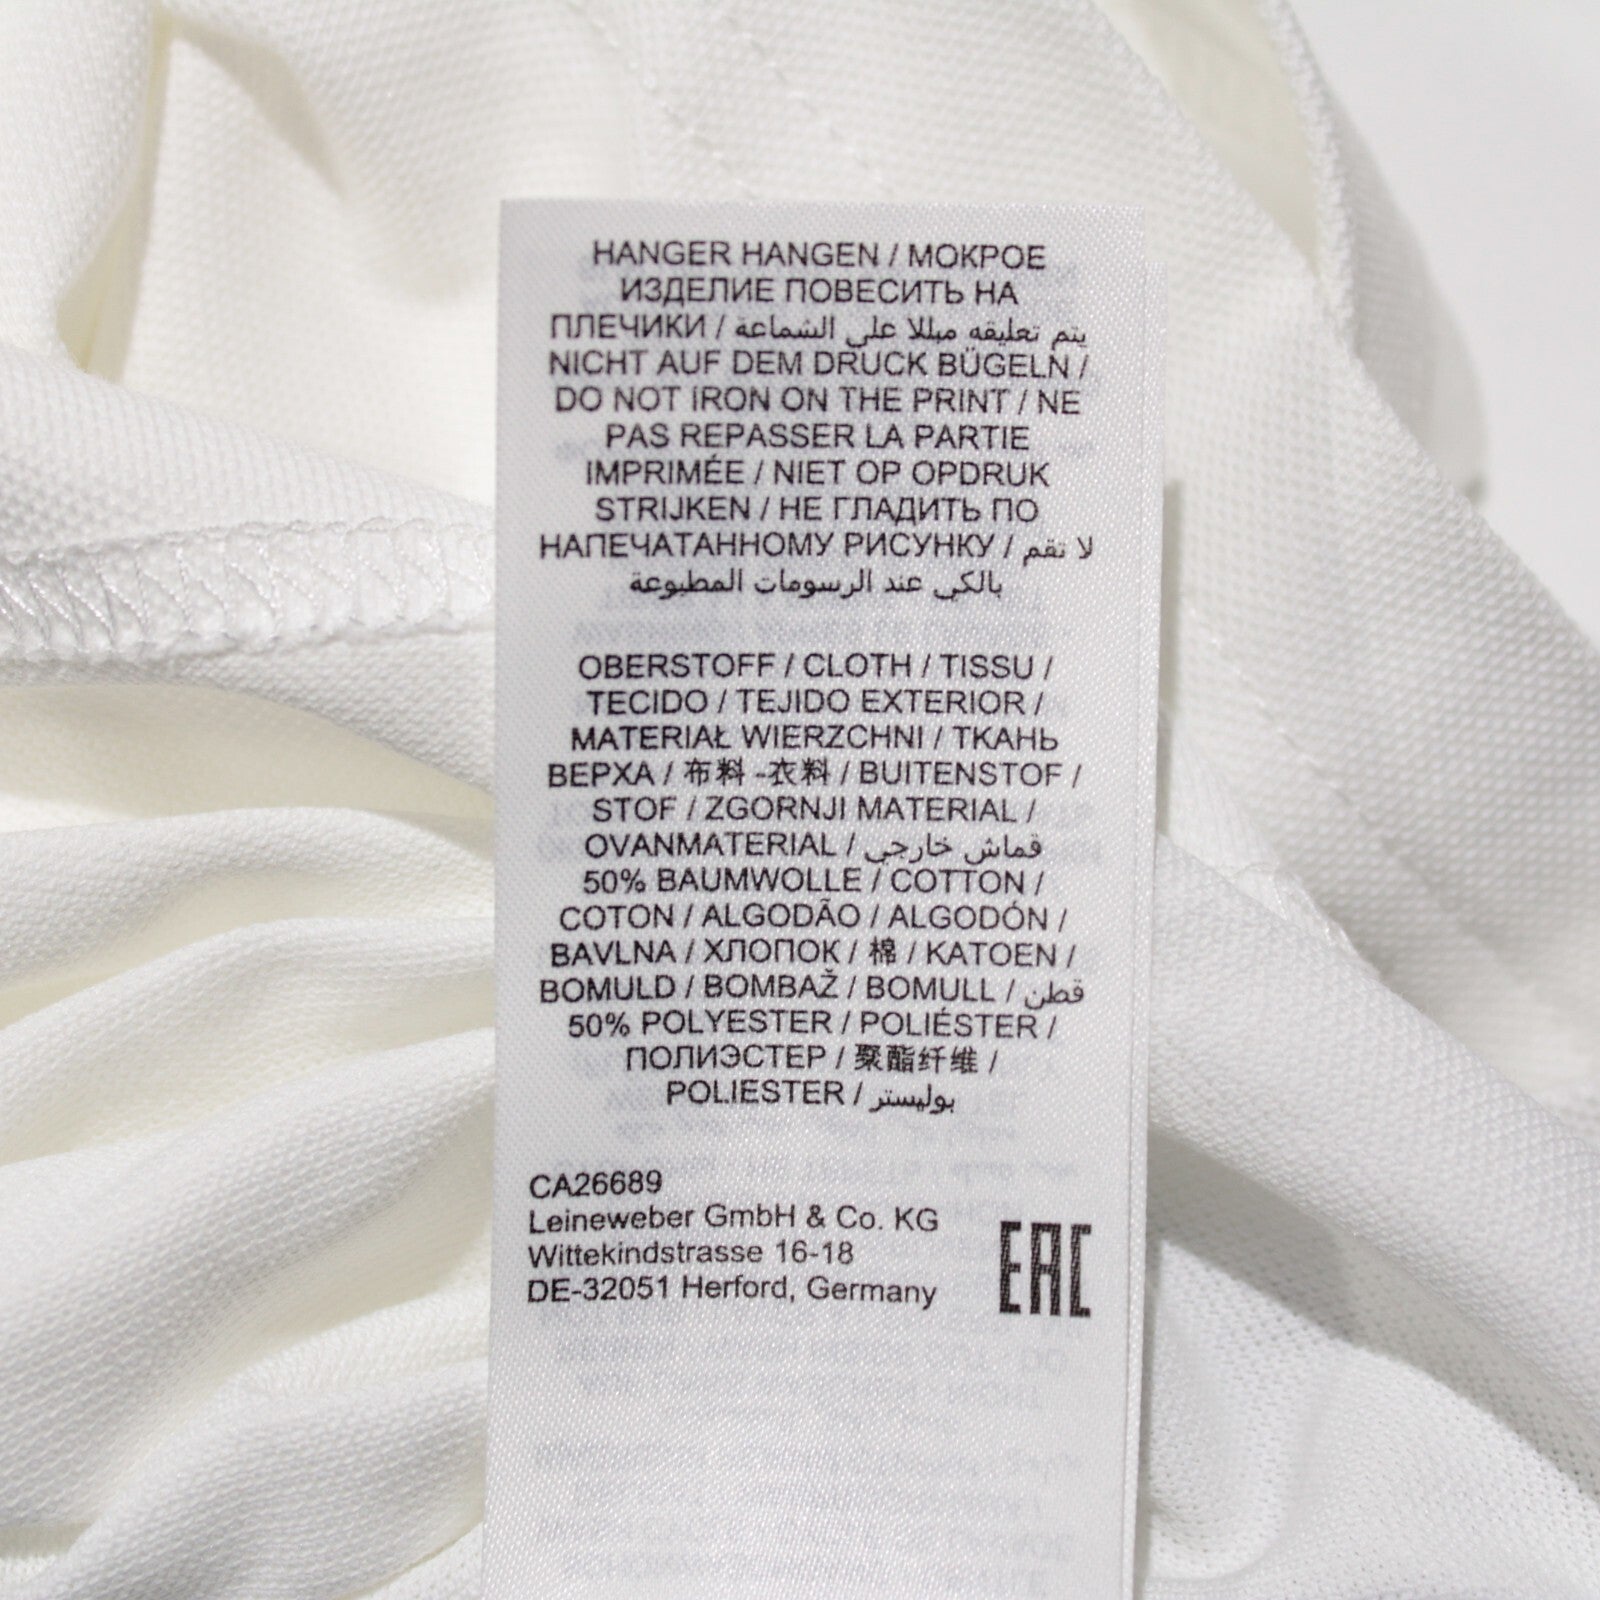 HANGER HANGEN / МОКРОЕ
ИЗДЕЛИЕ ПОВЕСИТЬ НА
ПЛЕЧИКИ / يتم تعليقه مبللا على الشماعة
NICHT AUF DEM DRUCK BÜGELN /
DO NOT IRON ON THE PRINT / NE
PAS REPASSER LA PARTIE
IMPRIMÉE / NIET OP OPDRUK
STRIJKEN / НЕ ГЛАДИТЬ ПО
НАПЕЧАТАННОМУ РИСУНКУ / لا تقم
بالكي عند الرسومات المطبوعة
OBERSTOFF / CLOTH / TISSU /
TECIDO / TEJIDO EXTERIOR /
MATERIAŁ WIERZCHNI / ТКАНЬ
ВЕРХА / 布料 -衣料 / BUITENSTOF /
STOF / ZGORNJI MATERIAL /
OVANMATERIAL / قماش خارجي
50% BAUMWOLLE / COTTON /
COTON / ALGODÃO / ALGODÓN /
BAVLNA / ХЛОПОК / 棉 / KATOEN /
BOMULD / BOMBAŽ / BOMULL / قطن
50% POLYESTER / POLIÉSTER /
ПОЛИЭСТЕР / 聚酯纤维 /
POLIESTER / بوليستر
CA26689
Leineweber GmbH & Co. KG
Wittekindstrasse 16-18
DE-32051 Herford, Germany
EAC